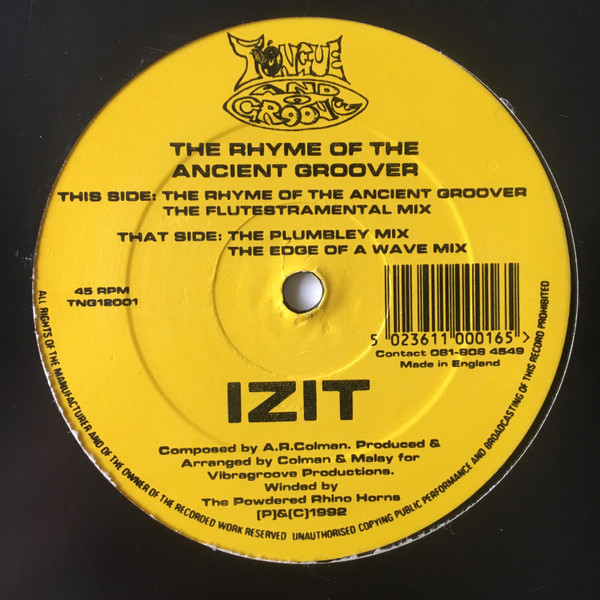 TONGUE
AND
GROOVE
THE RHYME OF THE
ANCIENT GROOVER
THIS SIDE: THE RHYME OF THE ANCIENT GROOVER
THE FLUTESTRAMENTAL MIX
THAT SIDE: THE PLUMBLEY MIX
THE EDGE OF A WAVE MIX
45 RPM
TNG12001
5 023611 000165 >
Contact 081-808 4549
Made in England
IZIT
Composed by A.R.Colman. Produced &
Arranged by Colman & Malay for
Vibragroove Productions.
Winded by
The Powdered Rhino Horns
(P)&(C)1992
ALL RIGHTS OF THE MANUFACTURER AND OF THE OWNER OF THE RECORDED WORK RESERVED UNAUTHORISED COPYING PUBLIC PERFORMANCE AND BROADCASTING OF THIS RECORD PROHIBITED